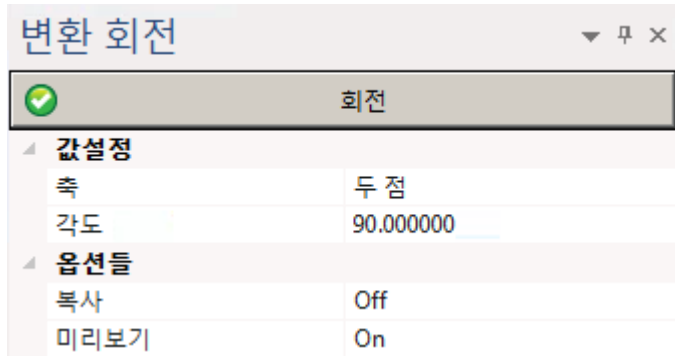 변환 회전
회전
값설정
축 두 점
각도 90.000000
옵션들
복사 Off
미리보기 On